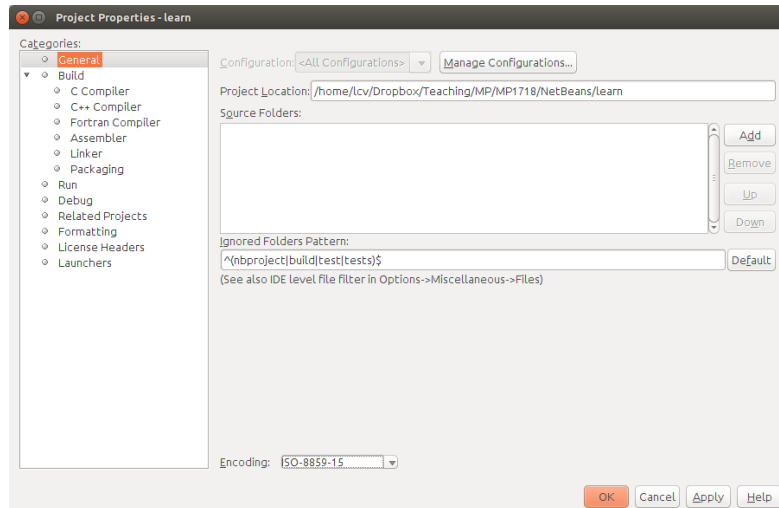 Project Properties - learn
Categories:
General
Build
C Compiler
C++ Compiler
Fortran Compiler
Assembler
Linker
Packaging
Run
Debug
Related Projects
Formatting
License Headers
Launchers
Configuration: <All Configurations> Manage Configurations...
Project Location: /home/lcv/Dropbox/Teaching/MP/MP1718/NetBeans/learn
Source Folders:
Add
Remove
Up
Down
Ignored Folders Pattern:
^(nbproject|build|test|tests)$ Default
(See also IDE level file filter in Options->Miscellaneous->Files)
Encoding: ISO-8859-15
OK Cancel Apply Help